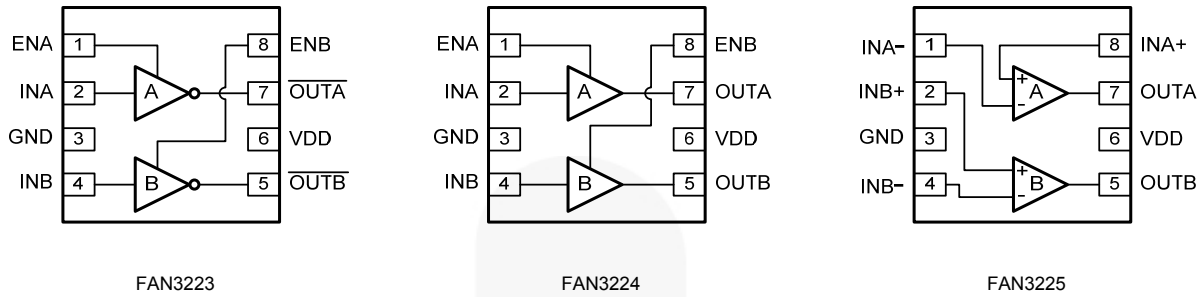 ENA 1 8 ENB
INA 2 A 7 OUTA
GND 3 6 VDD
INB 4 B 5 OUTB
FAN3223
ENA 1 8 ENB
INA 2 A 7 OUTA
GND 3 6 VDD
INB 4 B 5 OUTB
FAN3224
INA- 1 8 INA+
INB+ 2 + - A 7 OUTA
GND 3 6 VDD
INB- 4 + - B 5 OUTB
FAN3225